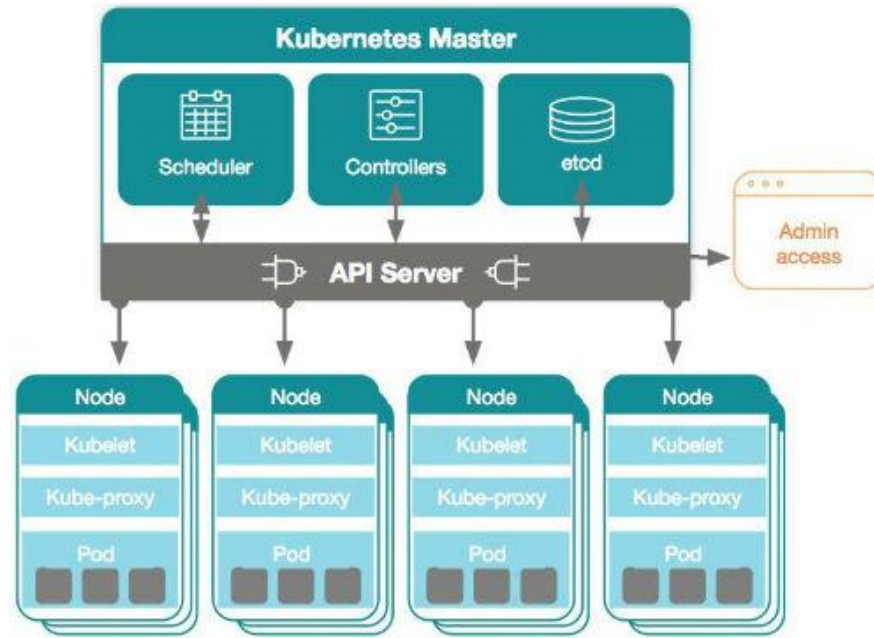 Kubernetes Master
Scheduler
Controllers
etcd
API Server
Admin
access
Node
Kubelet
Kube-proxy
Pod
Node
Kubelet
Kube-proxy
Pod
Node
Kubelet
Kube-proxy
Pod
Node
Kubelet
Kube-proxy
Pod